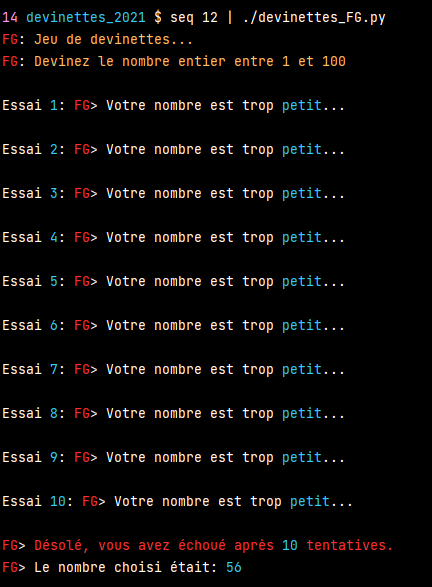 14 devinettes_2021 $ seq 12 | ./devinettes_FG.py
FG: Jeu de devinettes...
FG: Devinez le nombre entier entre 1 et 100
Essai 1: FG> Votre nombre est trop petit...
Essai 2: FG> Votre nombre est trop petit...
Essai 3: FG> Votre nombre est trop petit...
Essai 4: FG> Votre nombre est trop petit...
Essai 5: FG> Votre nombre est trop petit...
Essai 6: FG> Votre nombre est trop petit...
Essai 7: FG> Votre nombre est trop petit...
Essai 8: FG> Votre nombre est trop petit...
Essai 9: FG> Votre nombre est trop petit...
Essai 10: FG> Votre nombre est trop petit...
FG> Désolé, vous avez échoué après 10 tentatives.
FG> Le nombre choisi était: 56